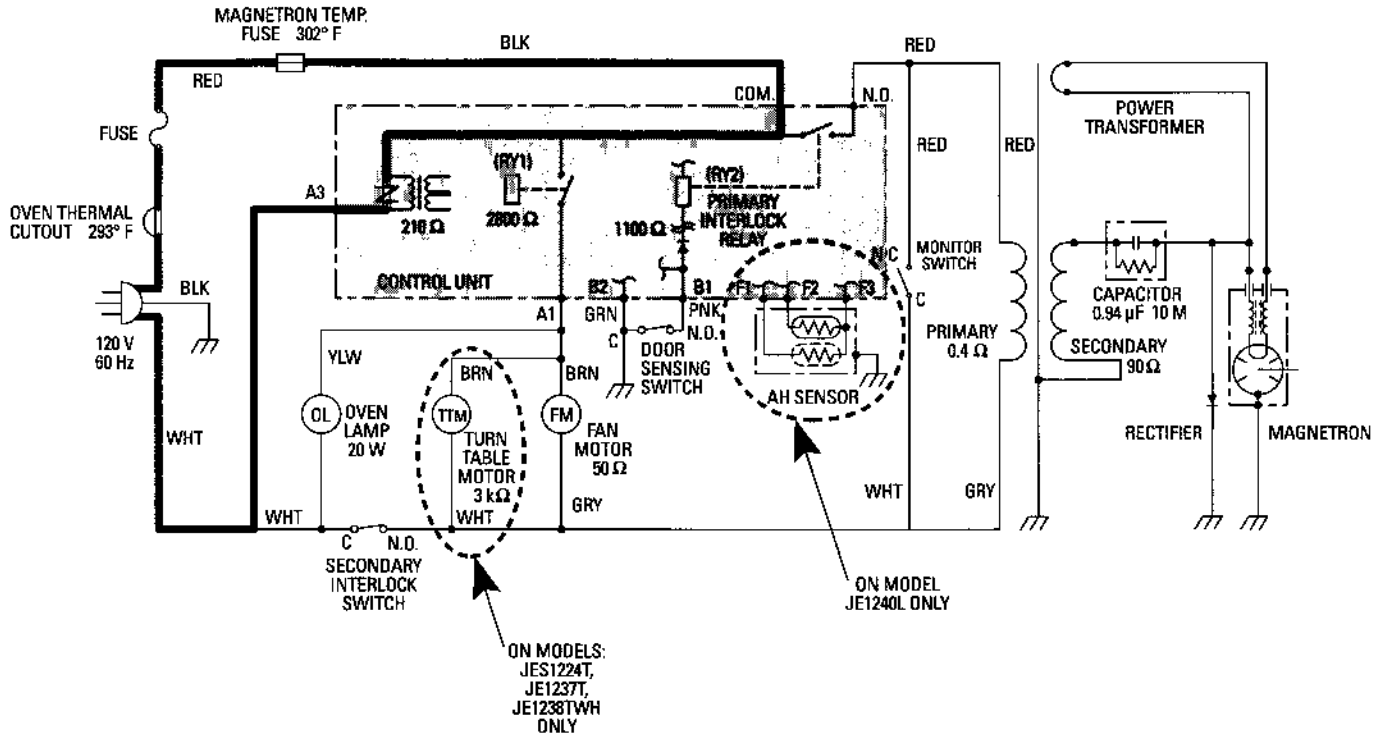 MAGNETRON TEMP.
FUSE 302° F
BLK
RED
RED
COM.
N.O.
POWER
TRANSFORMER
FUSE
RED
RED
(RY1)
(RY2)
A3
OVEN THERMAL
CUTOUT 293° F
216 Ω
2800 Ω
1100 Ω
PRIMARY
INTERLOCK
RELAY
N/C
MONITOR
SWITCH
C
CONTROL UNIT
BLK
B2
B1
F1
F2
F3
CAPACITOR
0.94 µF 10 M
A1
GRN
PNK
120 V
60 Hz
C
N.O.
PRIMARY
0.4 Ω
SECONDARY
90Ω
YLW
DOOR
SENSING
SWITCH
BRN
BRN
AH SENSOR
OL
OVEN
LAMP
20 W
TTM
TURN
TABLE
MOTOR
3 kΩ
FM
FAN
MOTOR
50 Ω
RECTIFIER
MAGNETRON
WHT
WHT
GRY
WHT
GRY
WHT
WHT
C
N.O.
SECONDARY
INTERLOCK
SWITCH
ON MODEL
JE1240L ONLY
ON MODELS:
JES1224T,
JE1237T,
JE1238TWH
ONLY